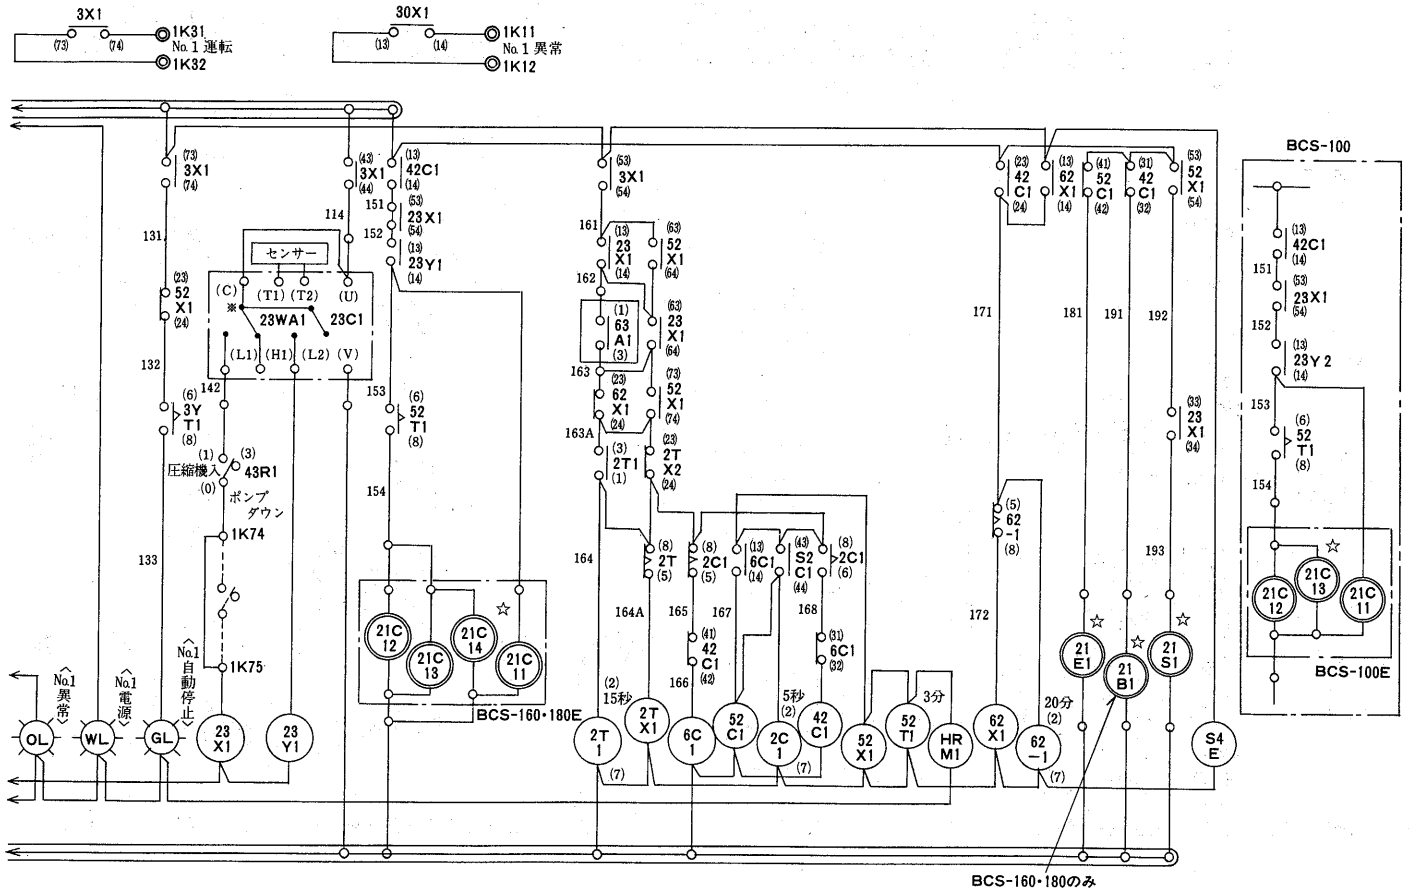 3X1
(73) (74)
1K31
No.1 運転
1K32
30X1
(13) (14)
1K11
No.1 異常
1K12
(73)
3X1
(74)
131
(23)
52
X1
(24)
132
(6)
3Y
T1
(8)
133
(43)
3X1
(44)
114
センサー
(C)
(T1) (T2)
(U)
※
23WA1
23C1
(L1) (H1) (L2) (V)
142
(1) (3)
圧縮機入
43R1
(0)
ポンプ
ダウン
1K74
1K75
(13)
42C1
(14)
151
(53)
23X1
(54)
152
(13)
23Y1
(14)
153
(6)
52
T1
(8)
154
☆
21C
12
21C
13
21C
14
21C
11
BCS-160・180E
(53)
3X1
(54)
161
(13)
23
X1
(14)
(63)
52
X1
(64)
162
(1)
63
A1
(3)
(63)
23
X1
(64)
163
(23)
62
X1
(24)
(73)
52
X1
(74)
163A
(3)
2T1
(1)
(23)
2T
X2
(24)
164
(8)
2T
(5)
(8)
2C1
(5)
(13)
6C1
(14)
(43)
S2
C1
(44)
(8)
2C1
(6)
164A
165
167
168
(41)
42
C1
(42)
(31)
6C1
(32)
166
(23)
42
C1
(24)
(13)
62
X1
(14)
(41)
52
C1
(42)
(31)
42
C1
(32)
(53)
52
X1
(54)
171
181
191
192
(33)
23
X1
(34)
(5)
62
-1
(8)
172
193
☆
21
E1
☆
21
B1
☆
21
S1
〈No.1異常〉
OL
〈No.1電源〉
WL
〈No.1自動停止〉
GL
23
X1
23
Y1
(2)
15秒
2T
1
(7)
2T
X1
6C
1
52
C1
5秒
(2)
2C
1
(7)
42
C1
52
X1
52
T1
3分
HR
M1
62
X1
20分
(2)
62
-1
(7)
S4
E
BCS-160・180のみ
BCS-100
(13)
42C1
(14)
151
(53)
23X1
(54)
152
(13)
23Y2
(14)
153
(6)
52
T1
(8)
154
☆
21C
12
21C
13
21C
11
BCS-100E